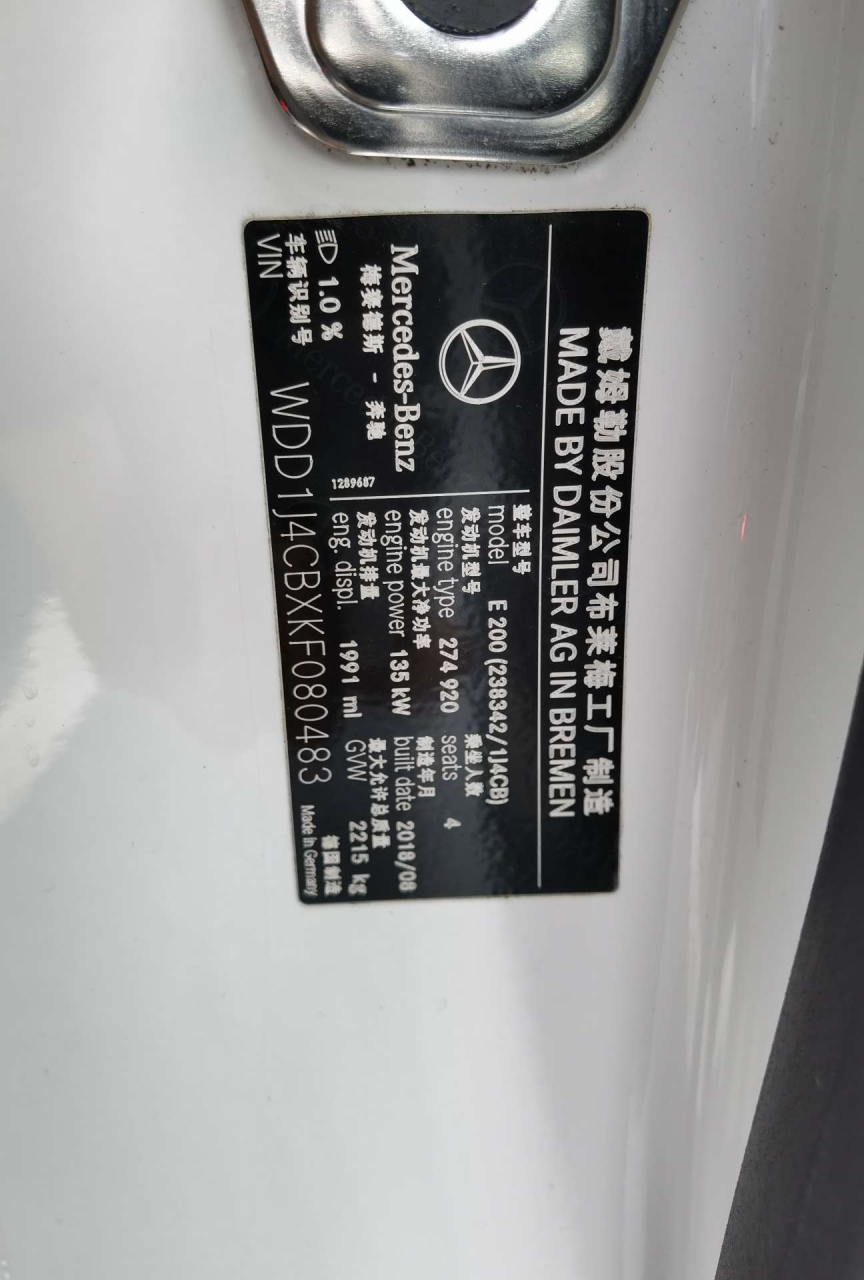 戴姆勒股份公司布莱梅工厂制造
MADE BY DAIMLER AG IN BREMEN
Mercedes-Benz
梅赛德斯 - 奔驰
1.0 %
1289687
整车型号
model E 200 (238342/1J4CB)
发动机型号 乘坐人数
engine type 274 920 seats 4
发动机最大净功率 制造年月
engine power 135 kW built date 2018/08
发动机排量 最大允许总质量
eng. displ. 1991 ml GVW 2215 kg
车辆识别号 德国制造
VIN WDD1J4CBXKF080483 Made in Germany